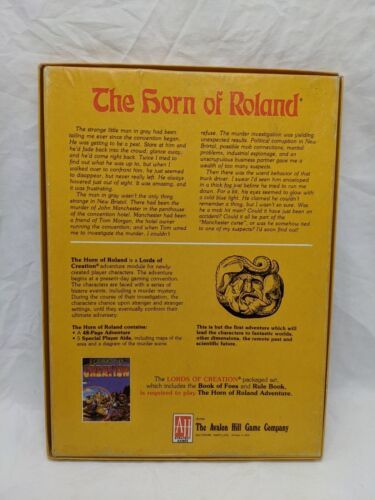 The Horn of Roland*
The strange little man in gray had been
telling me ever since the convention began.
He was getting to be a pest. Stare at him and
he'd fade back into the crowd; glance away,
and he'd come right back. Twice I tried to
find out what he was up to, but when I
walked over to confront him, he just seemed
to disappear, but never really left. He always
hovered just out of sight. It was amazing, and
it was frustrating.
The man in gray wasn't the only strange
thing in New Bristol. There had been the
murder of John Manchester in the penthouse
of the convention hotel. Manchester had been
a friend of Tom Morgan, the hotel owner
running the convention; and when Tom urged
me to investigate the murder, I couldn't
refuse. The murder investigation was yielding
unexpected results. Political corruption in New
Bristol, possible mob connections, mental
problems, industrial espionage, and an
unscrupulous business partner gave me a
wealth of too many suspects.
Then there was the weird behavior of that
truck driver. I swear I'd seen him enveloped
in a thick fog just before he tried to run me
down. For a bit, his eyes seemed to glow with
a cold blue light. He claimed he couldn't
remember a thing, but I wasn't sure. Was
he a mob hit man? Could it have been an
accident? Could it all be part of the
"Manchester curse", or was he somehow tied
to one of my old cases? I'd soon find out!
The Horn of Roland is a Lords of
Creation* adventure module for newly
created player characters. The adventure
begins at a present-day gaming convention.
The characters are faced with a series of
bizarre events, including a murder mystery.
During the course of their investigation, the
characters chance upon stranger and stranger
settings, until they eventually confront their
ultimate adversary.
The Horn of Roland contains:
• A 48-Page Adventure
• 5 Special Player Aids, including maps of the
area and a diagram of the murder scene.
This is but the first adventure which will
lead the characters to fantastic worlds,
other dimensions, the remote past and
scientific future.
CREATION
The LORDS OF CREATION* packaged set,
which includes the Book of Foes and Rule Book,
is required to play The Horn of Roland Adventure.
AH
The Avalon Hill Game Company